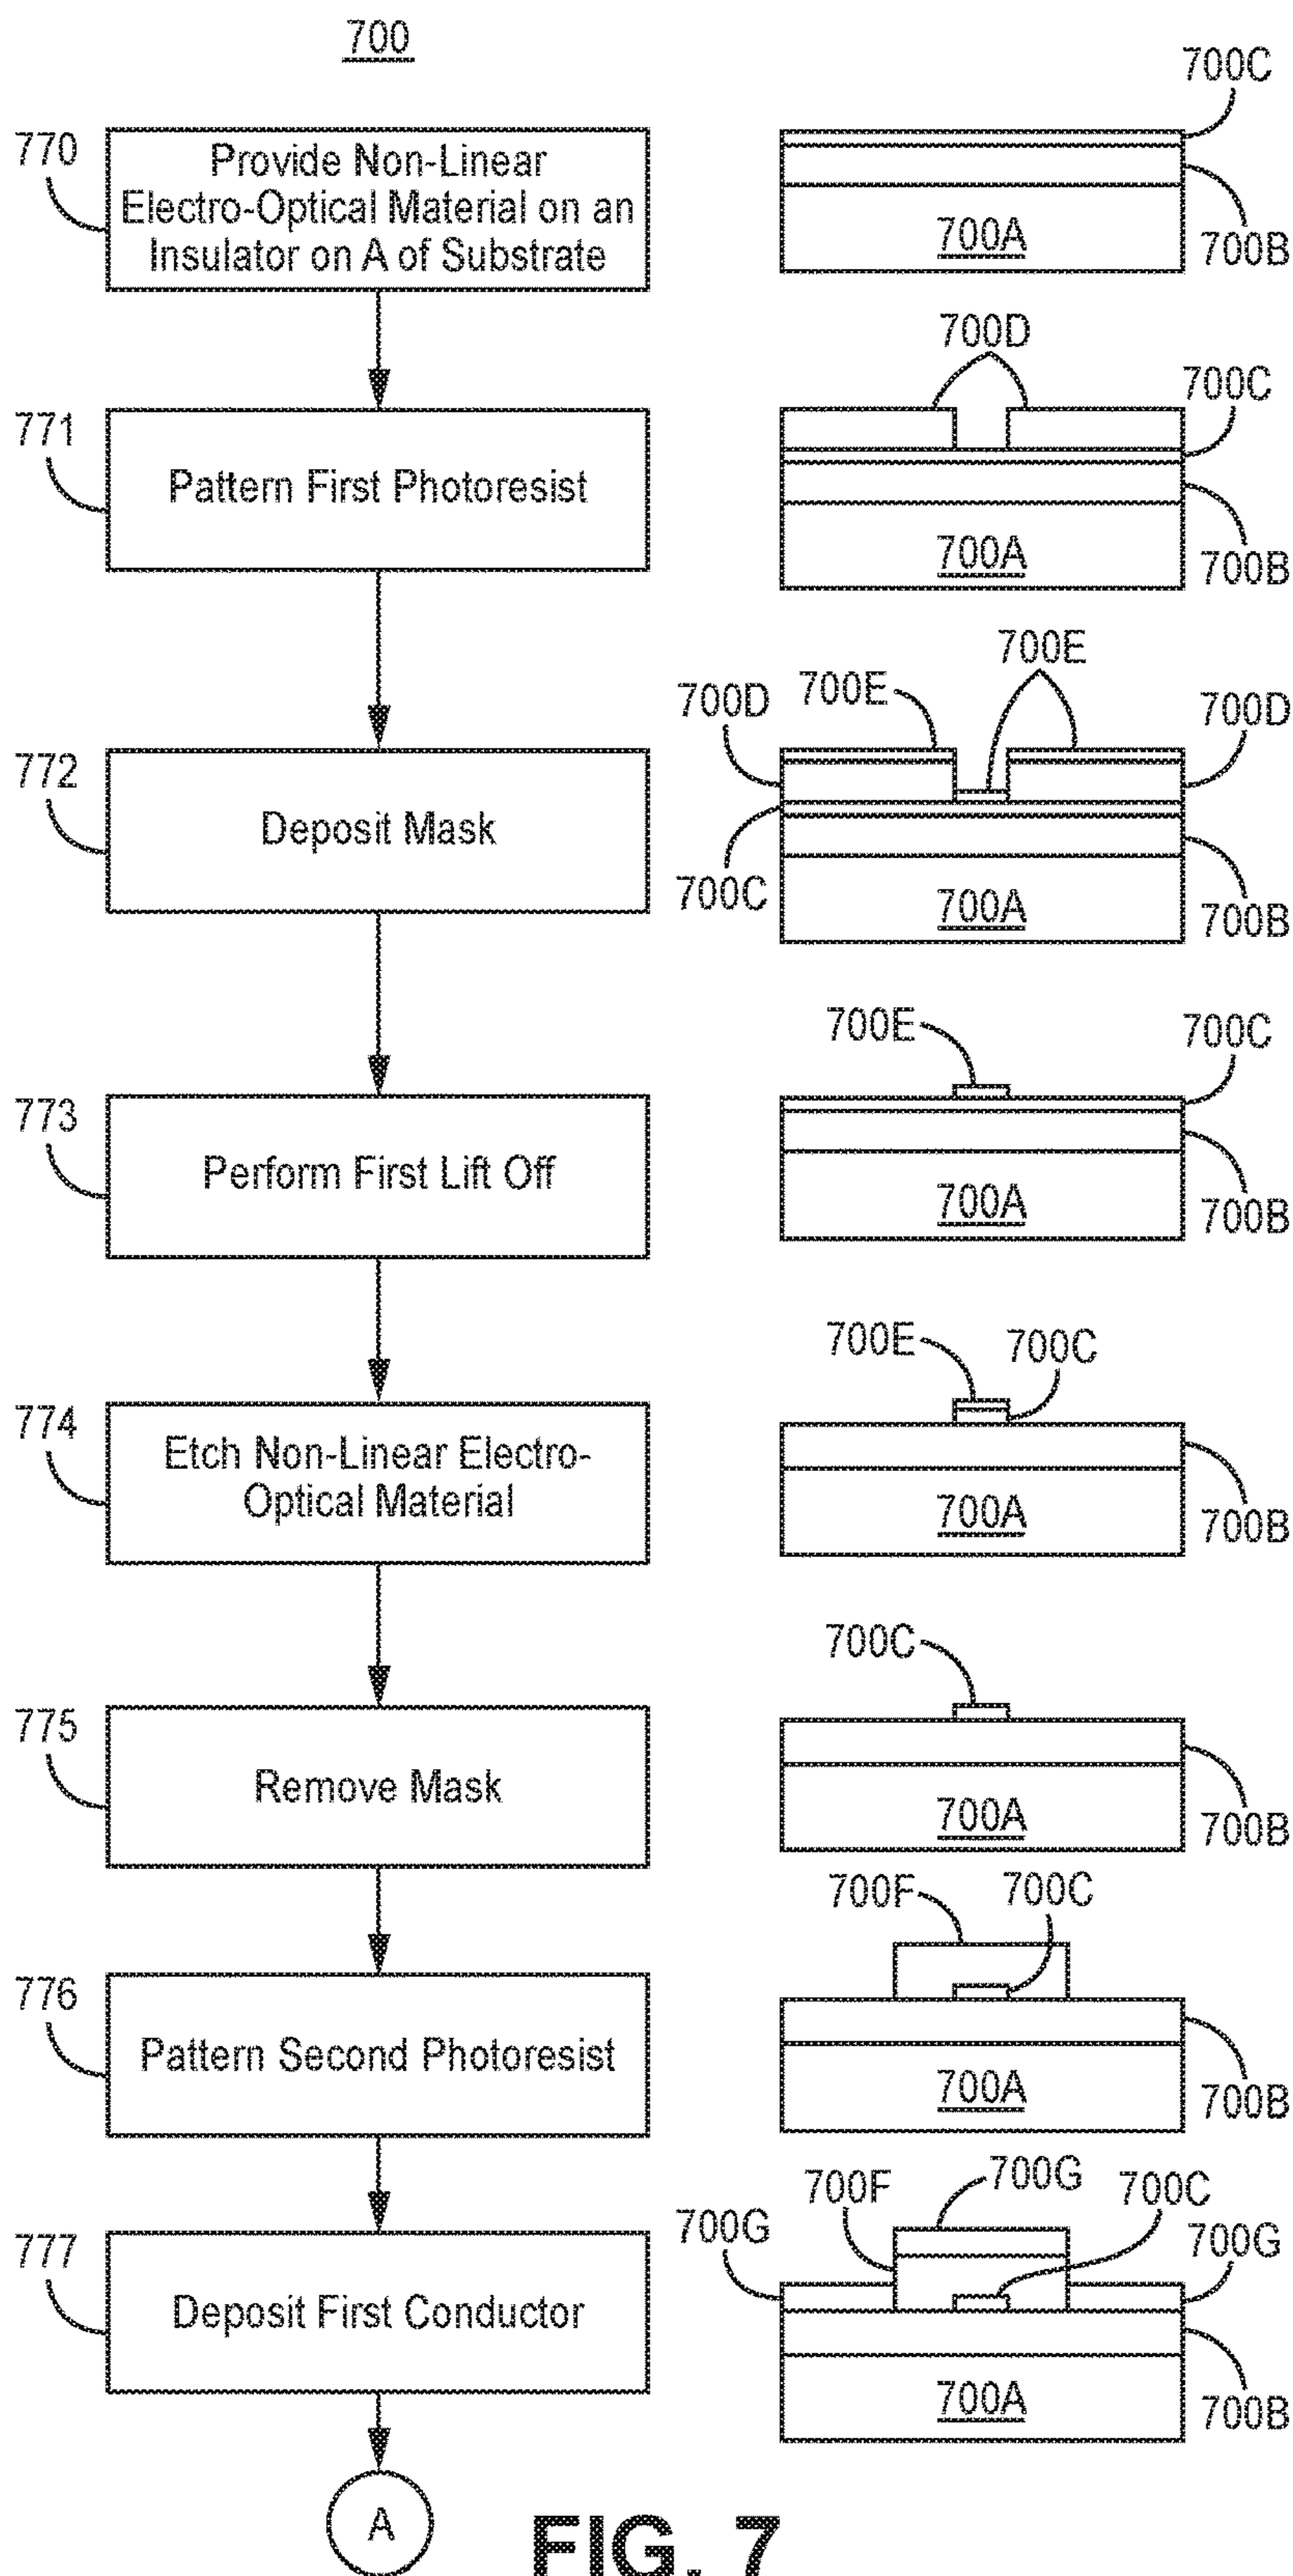 700
700C
770
Provide Non-Linear
Electro-Optical Material on an
Insulator on A of Substrate
700A
700B
700D
700C
771
Pattern First Photoresist
700A
700B
700E
700D
700E
700D
772
Deposit Mask
700C
700A
700B
700E
700C
773
Perform First Lift Off
700A
700B
700E
700C
774
Etch Non-Linear Electro-
Optical Material
700A
700B
700C
775
Remove Mask
700A
700B
700F
700C
776
Pattern Second Photoresist
700A
700B
700F
700G
700C
700G
700G
777
Deposit First Conductor
700A
700B
A
FIG. 7